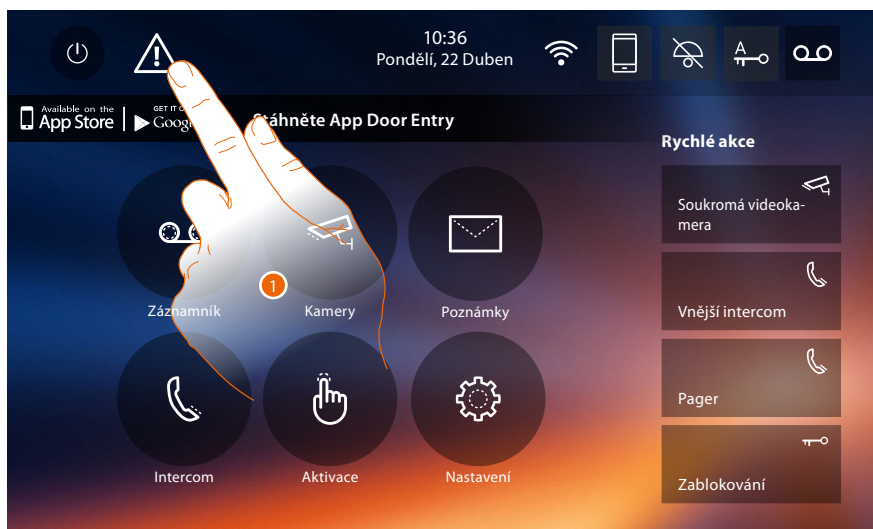 10:36
Pondělí, 22 Duben
A
Available on the
App Store
GET IT O
Goog
Stáhněte App Door Entry
Rychlé akce
Soukromá videoka-
mera
Vnější intercom
Pager
Zablokování
Záznamník
Kamery
Poznámky
1
Intercom
Aktivace
Nastavení